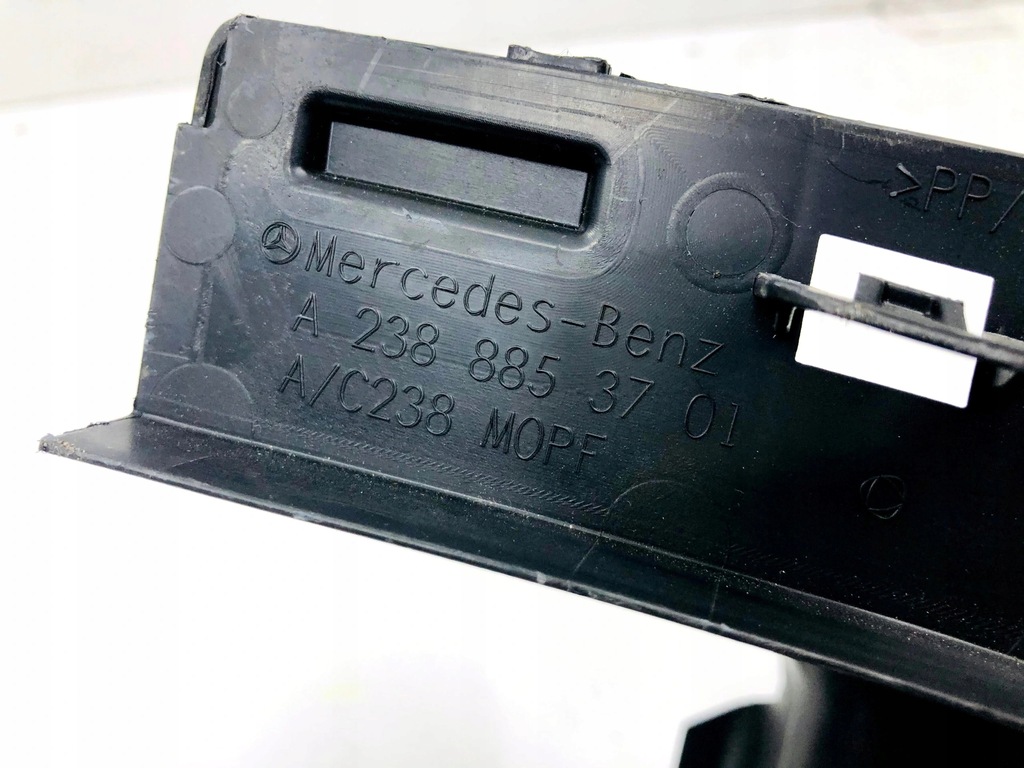 >PP/
Mercedes-Benz
A 238 885 37 01
A/C238 MOPF